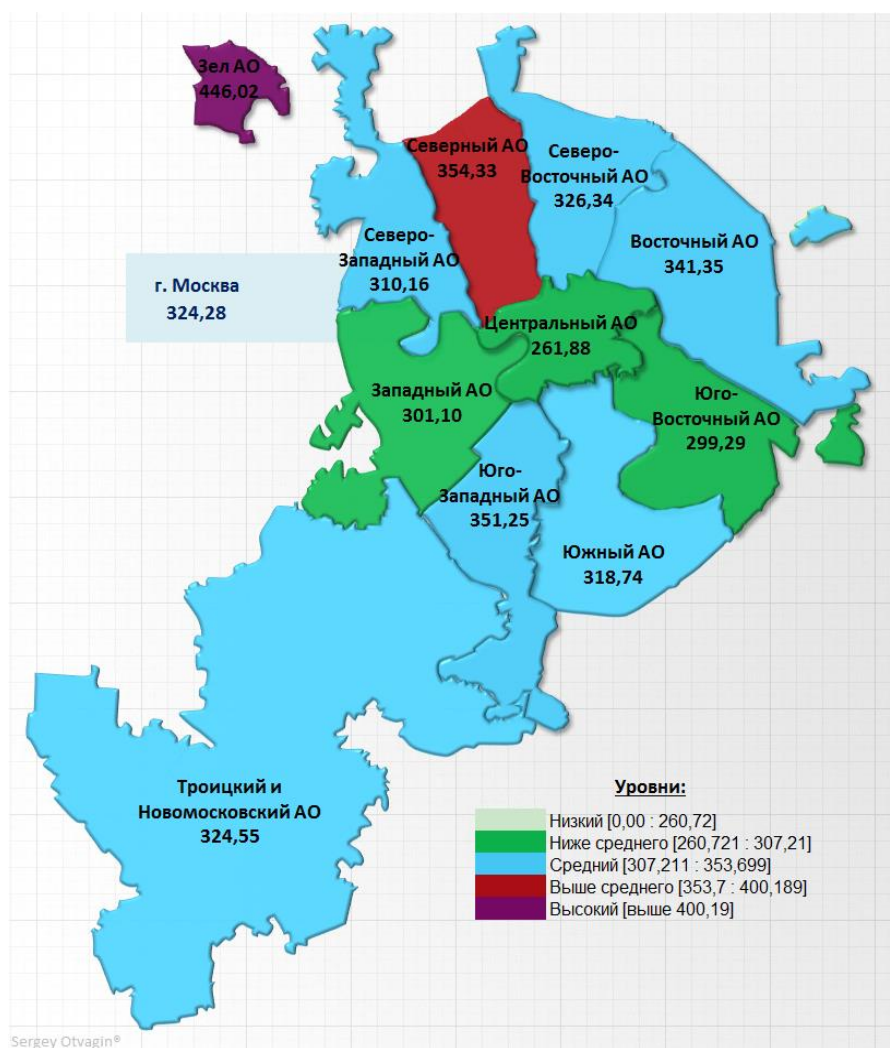 Зел АО
446,02
Северный АО
354,33
Северо-
Восточный АО
326,34
Восточный АО
341,35
Северо-
Западный АО
310,16
г. Москва
324,28
Центральный АО
261,88
Западный АО
301,10
Юго-
Восточный АО
299,29
Юго-
Западный АО
351,25
Южный АО
318,74
Троицкий и
Новомосковский АО
324,55
Уровни:
Низкий [0,00 : 260,72]
Ниже среднего [260,721 : 307,21]
Средний [307,211 : 353,699]
Выше среднего [353,7 : 400,189]
Высокий [выше 400,19]
Sergey Otvagin®